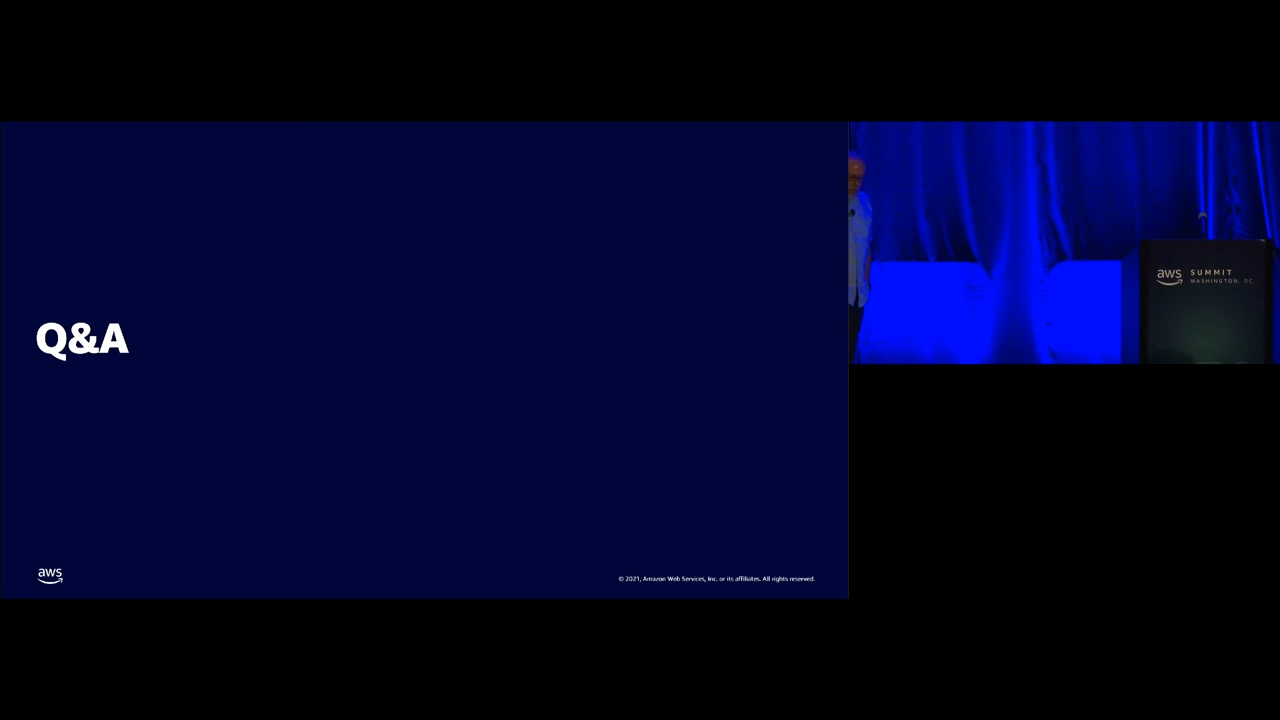 Q&A
aws
© 2021, Amazon Web Services, Inc. or its affiliates. All rights reserved.
aws SUMMIT
WASHINGTON DC